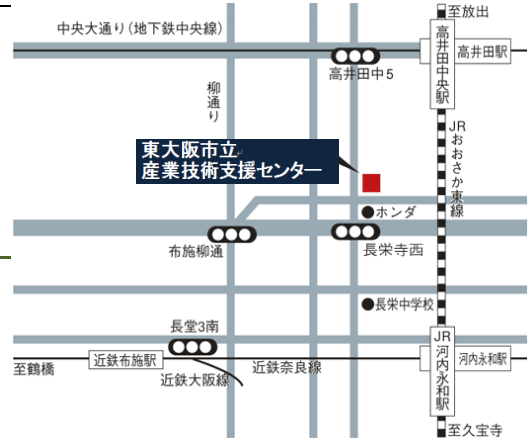 至放出
中央大通り(地下鉄中央線)
高井田中央駅
高井田駅
高井田中5
柳通り
JRおおさか東線
東大阪市立
産業技術支援センター
ホンダ
布施柳通
長栄寺西
長栄中学校
長堂3南
JR河内永和駅
近鉄布施駅
近鉄奈良線
河内永和駅
至鶴橋
近鉄大阪線
至久宝寺